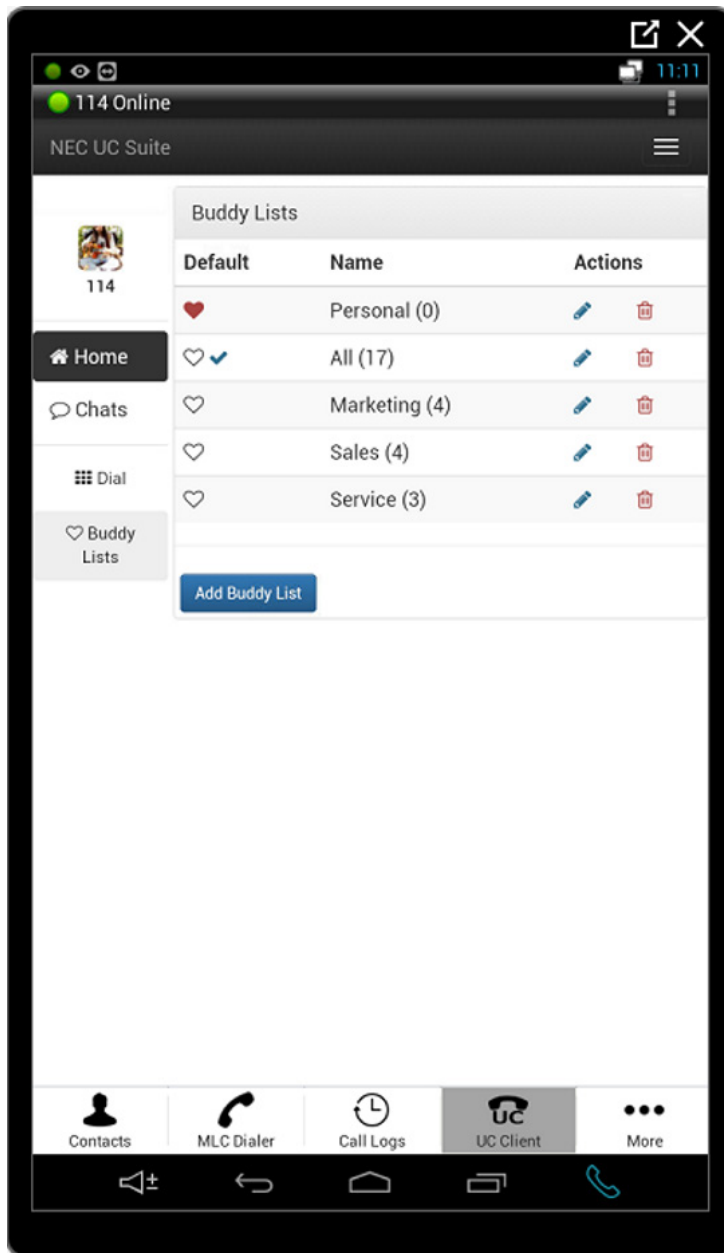 11:11
114 Online
NEC UC Suite
114
Home
Chats
Dial
Buddy
Lists
Buddy Lists
Default Name Actions
Personal (0)
All (17)
Marketing (4)
Sales (4)
Service (3)
Add Buddy List
UC
Contacts MLC Dialer Call Logs UC Client More